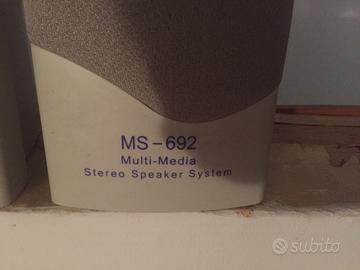 MS-692
Multi-Media
Stereo Speaker System
subito